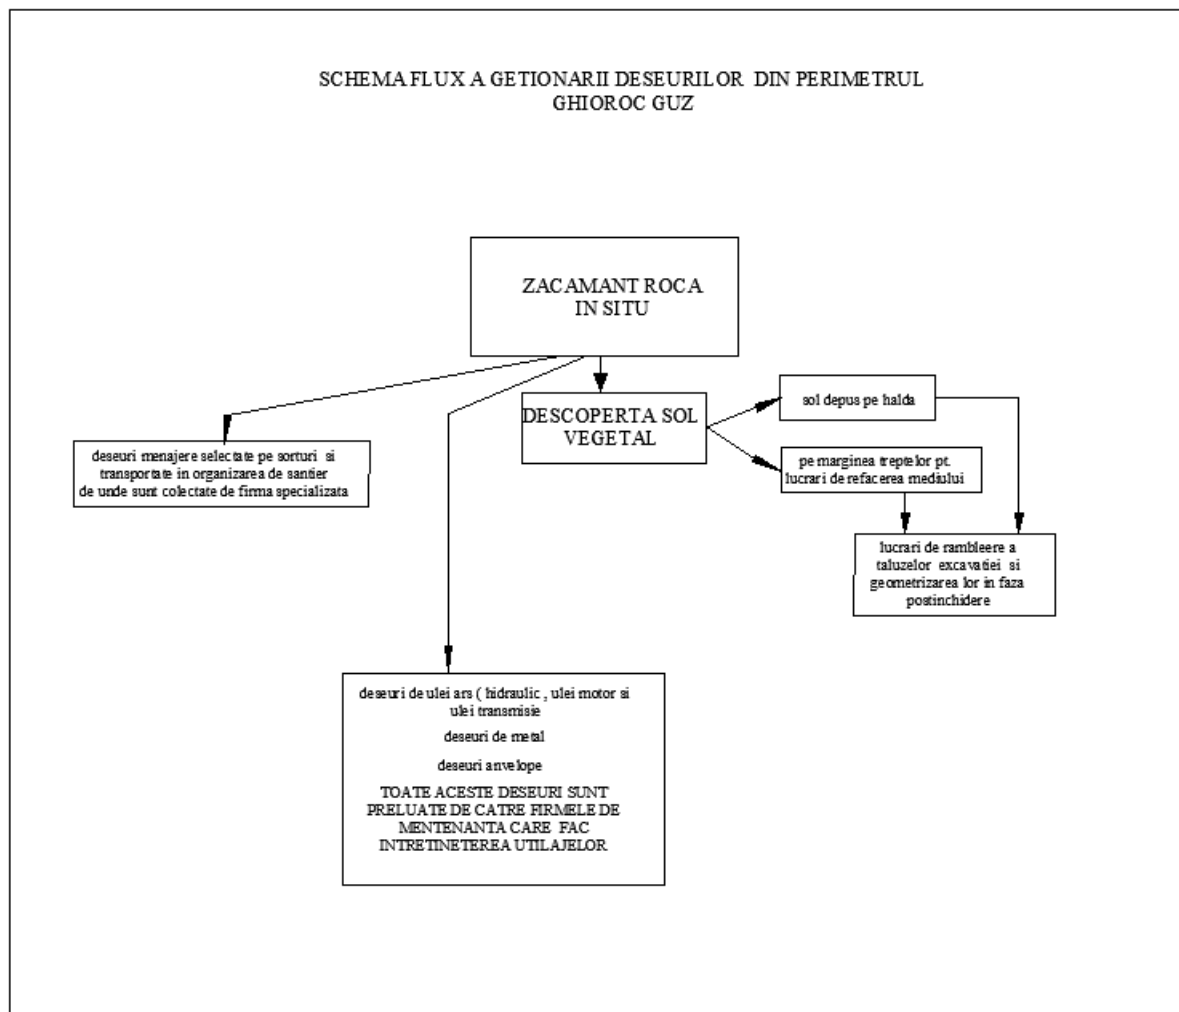 SCHEMA FLUX A GETIONARII DESEURILOR DIN PERIMETRUL
GHIOROC GUZ
ZACAMANT ROCA
IN SITU
DESCOPERTA SOL
VEGETAL
sol depus pe halda
pe marginea treptelor pt.
lucrari de refacerea mediului
deseuri menajere selectate pe sorturi si
transportate in organizarea de santier
de unde sunt colectate de firma specializata
lucrari de rambleere a
taluzelor excavatiei si
geometrizarea lor in faza
postinchidere
deseuri de ulei ars ( hidraulic , ulei motor si
ulei transmisie
deseuri de metal
deseuri anvelope
TOATE ACESTE DESEURI SUNT
PRELUATE DE CATRE FIRMELE DE
MENTENANTA CARE FAC
INTRETINETEREA UTILAJELOR